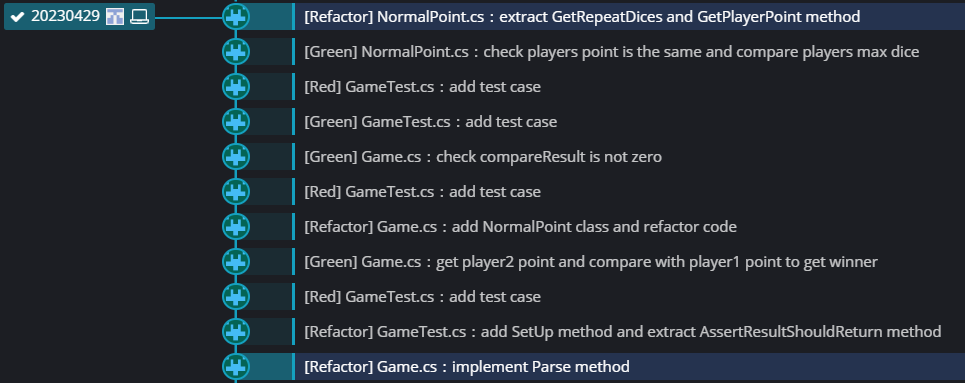 20230429
[Refactor] NormalPoint.cs：extract GetRepeatDices and GetPlayerPoint method
[Green] NormalPoint.cs：check players point is the same and compare players max dice
[Red] GameTest.cs：add test case
[Green] GameTest.cs：add test case
[Green] Game.cs：check compareResult is not zero
[Red] GameTest.cs：add test case
[Refactor] Game.cs：add NormalPoint class and refactor code
[Green] Game.cs：get player2 point and compare with player1 point to get winner
[Red] GameTest.cs：add test case
[Refactor] GameTest.cs：add SetUp method and extract AssertResultShouldReturn method
[Refactor] Game.cs：implement Parse method